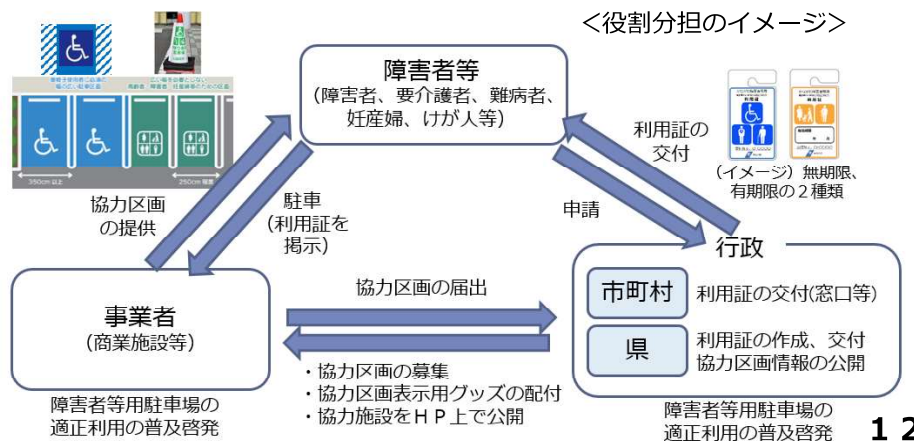 <役割分担のイメージ>
障害者等
(障害者、要介護者、難病者、
妊産婦、けが人等)
350cm 以上
250cm 程度
協力区画
の提供
駐車
(利用証を
掲示)
申請
利用証の
交付
(イメージ)無期限、
有期限の2種類
事業者
(商業施設等)
障害者等用駐車場の
適正利用の普及啓発
協力区画の届出
・協力区画の募集
・協力区画表示用グッズの配付
・協力施設をHP上で公開
行政
市町村
利用証の交付(窓口等)
県
利用証の作成、交付
協力区画情報の公開
障害者等用駐車場の
適正利用の普及啓発
12